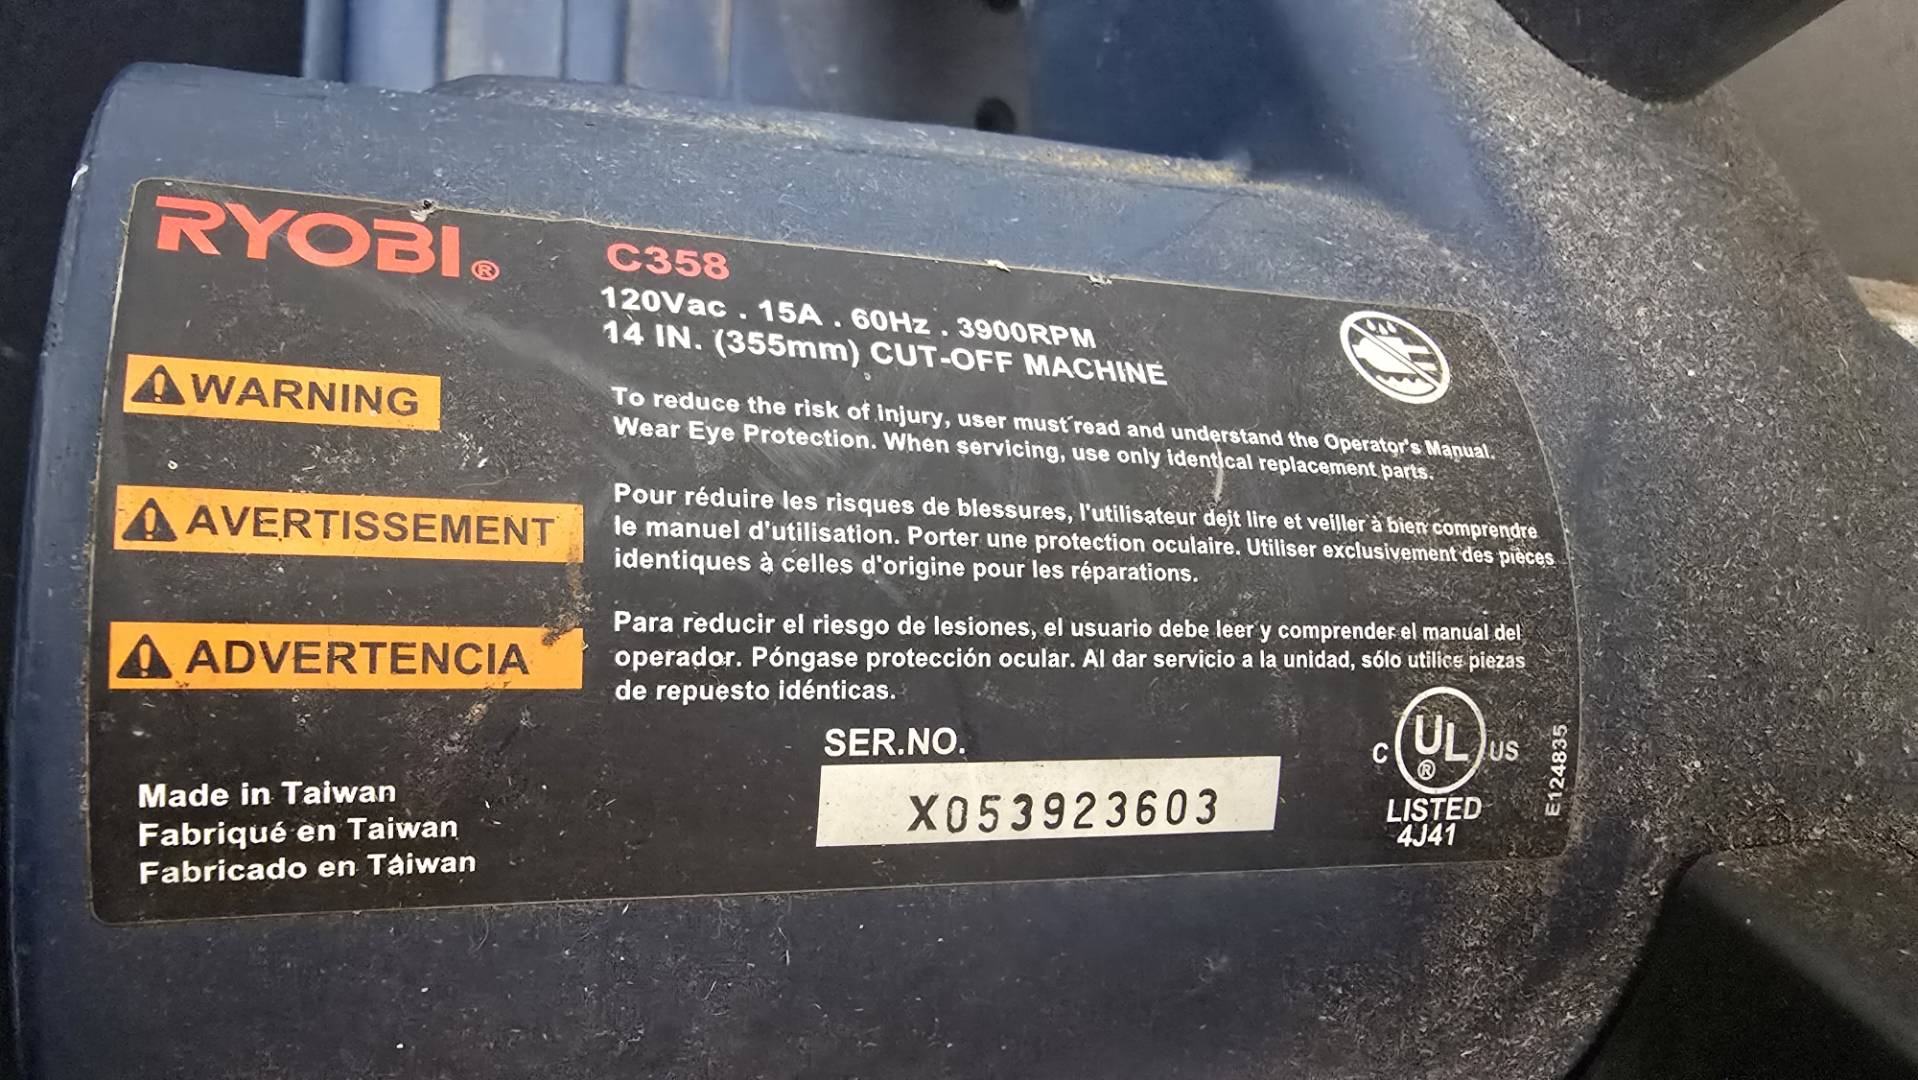 RYOBI®
C358
120Vac . 15A . 60Hz . 3900RPM
14 IN. (355mm) CUT-OFF MACHINE
WARNING
To reduce the risk of injury, user must read and understand the Operator's Manual.
Wear Eye Protection. When servicing, use only identical replacement parts.
AVERTISSEMENT
Pour réduire les risques de blessures, l'utilisateur doit lire et veiller à bien comprendre
le manuel d'utilisation. Porter une protection oculaire. Utiliser exclusivement des pièces
identiques à celles d'origine pour les réparations.
ADVERTENCIA
Para reducir el riesgo de lesiones, el usuario debe leer y comprender el manual del
operador. Póngase protección ocular. Al dar servicio a la unidad, sólo utilice piezas
de repuesto idénticas.
Made in Taiwan
Fabriqué en Taiwan
Fabricado en Taiwan
SER.NO.
X053923603
C UL® US
LISTED
4J41
E124835